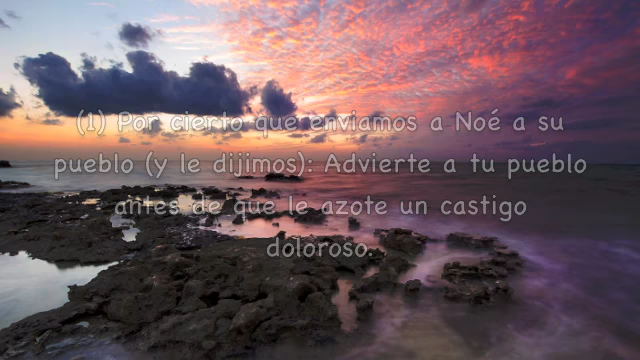 (1) Por cierto que enviamos a Noé a su
pueblo (y le dijimos): Advierte a tu pueblo
antes de que le azote un castigo
doloroso.